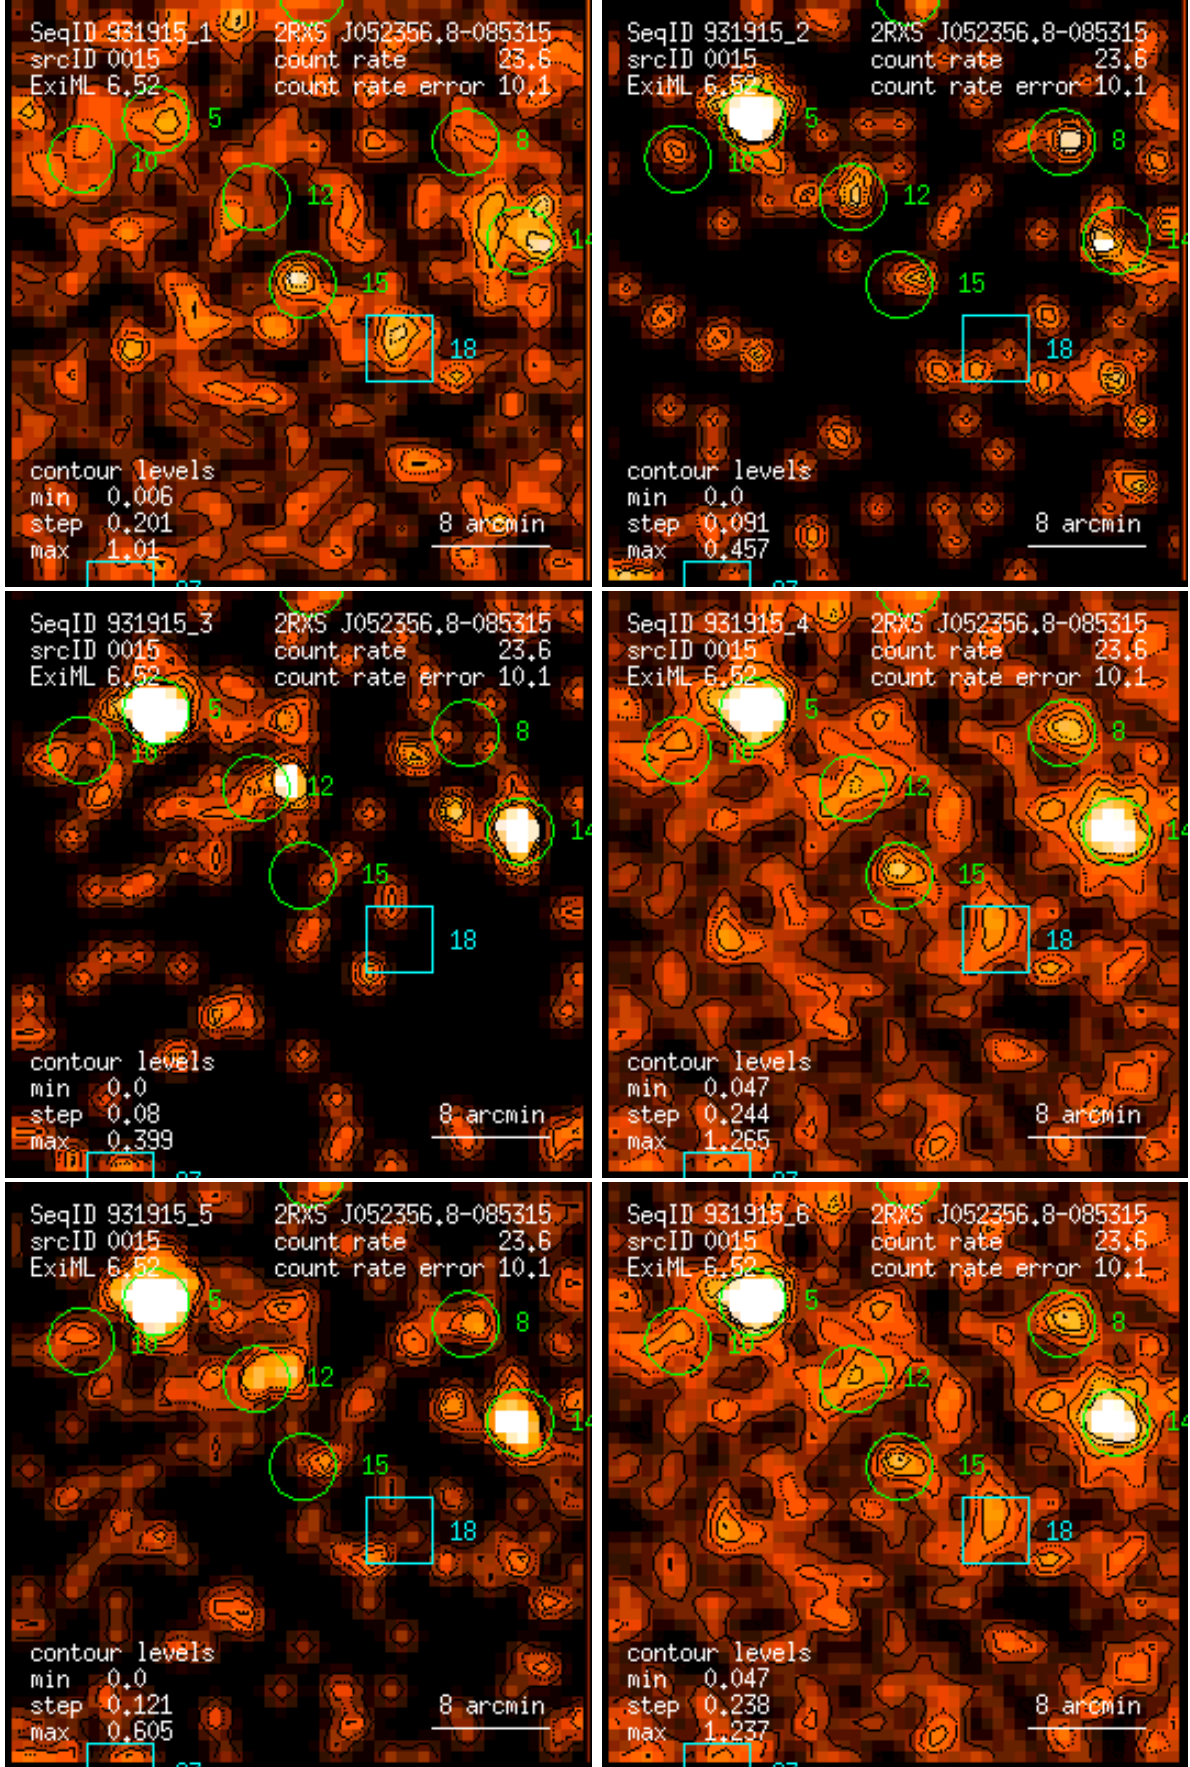 SeqID 931915_1 2RXS J052356.8-085315
srcID 0015 count rate 23.6
ExiML 6.52 count rate error 10.1
5
8
10
12
14
15
18
contour levels
min 0.006
step 0.201
max 1.01
8 arcmin
SeqID 931915_2 2RXS J052356.8-085315
srcID 0015 count rate 23.6
ExiML 6.52 count rate error 10.1
5
8
10
12
14
15
18
contour levels
min 0.0
step 0.091
max 0.457
8 arcmin
SeqID 931915_3 2RXS J052356.8-085315
srcID 0015 count rate 23.6
ExiML 6.52 count rate error 10.1
5
8
10
12
14
15
18
contour levels
min 0.0
step 0.08
max 0.399
8 arcmin
SeqID 931915_4 2RXS J052356.8-085315
srcID 0015 count rate 23.6
ExiML 6.52 count rate error 10.1
5
8
10
12
14
15
18
contour levels
min 0.047
step 0.244
max 1.265
8 arcmin
SeqID 931915_5 2RXS J052356.8-085315
srcID 0015 count rate 23.6
ExiML 6.52 count rate error 10.1
5
8
10
12
14
15
18
contour levels
min 0.0
step 0.121
max 0.605
8 arcmin
SeqID 931915_6 2RXS J052356.8-085315
srcID 0015 count rate 23.6
ExiML 6.52 count rate error 10.1
5
8
10
12
14
15
18
contour levels
min 0.047
step 0.238
max 1.237
8 arcmin